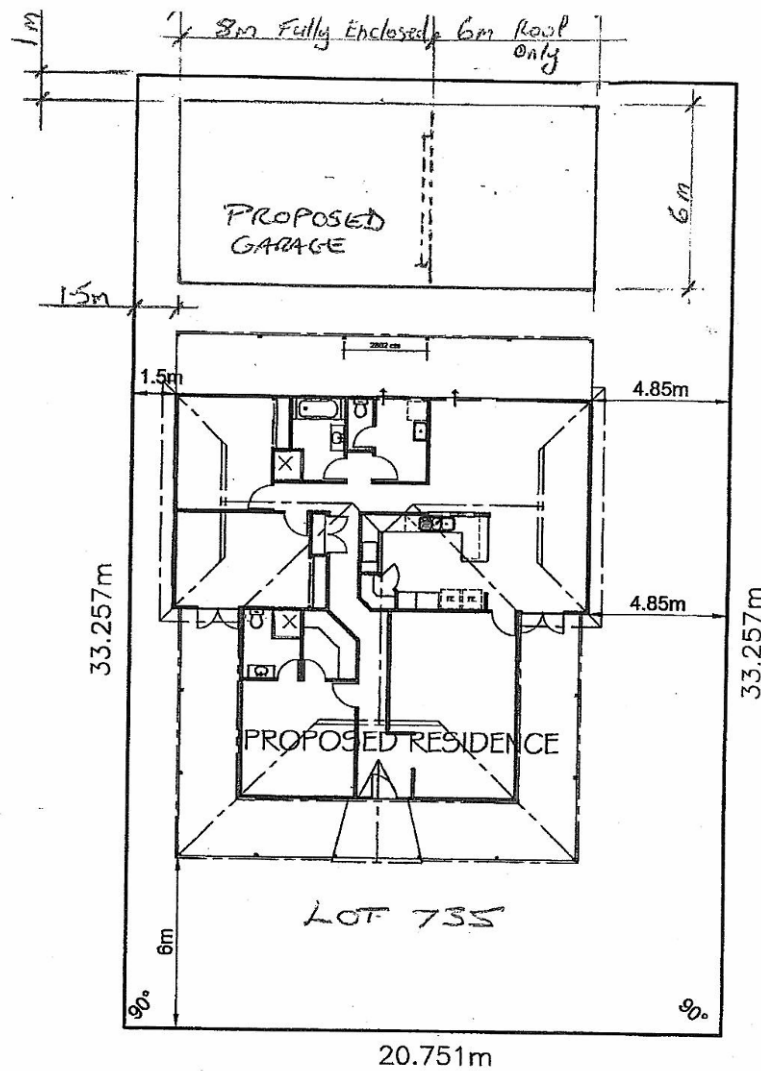 1m
8m Fully Enclosed 6m Roof
Only
6m
PROPOSED
GARAGE
1.5m
1.5m
4.85m
33.257m
4.85m
33.257m
PROPOSED RESIDENCE
LOT 735
6m
90°
90°
20.751m